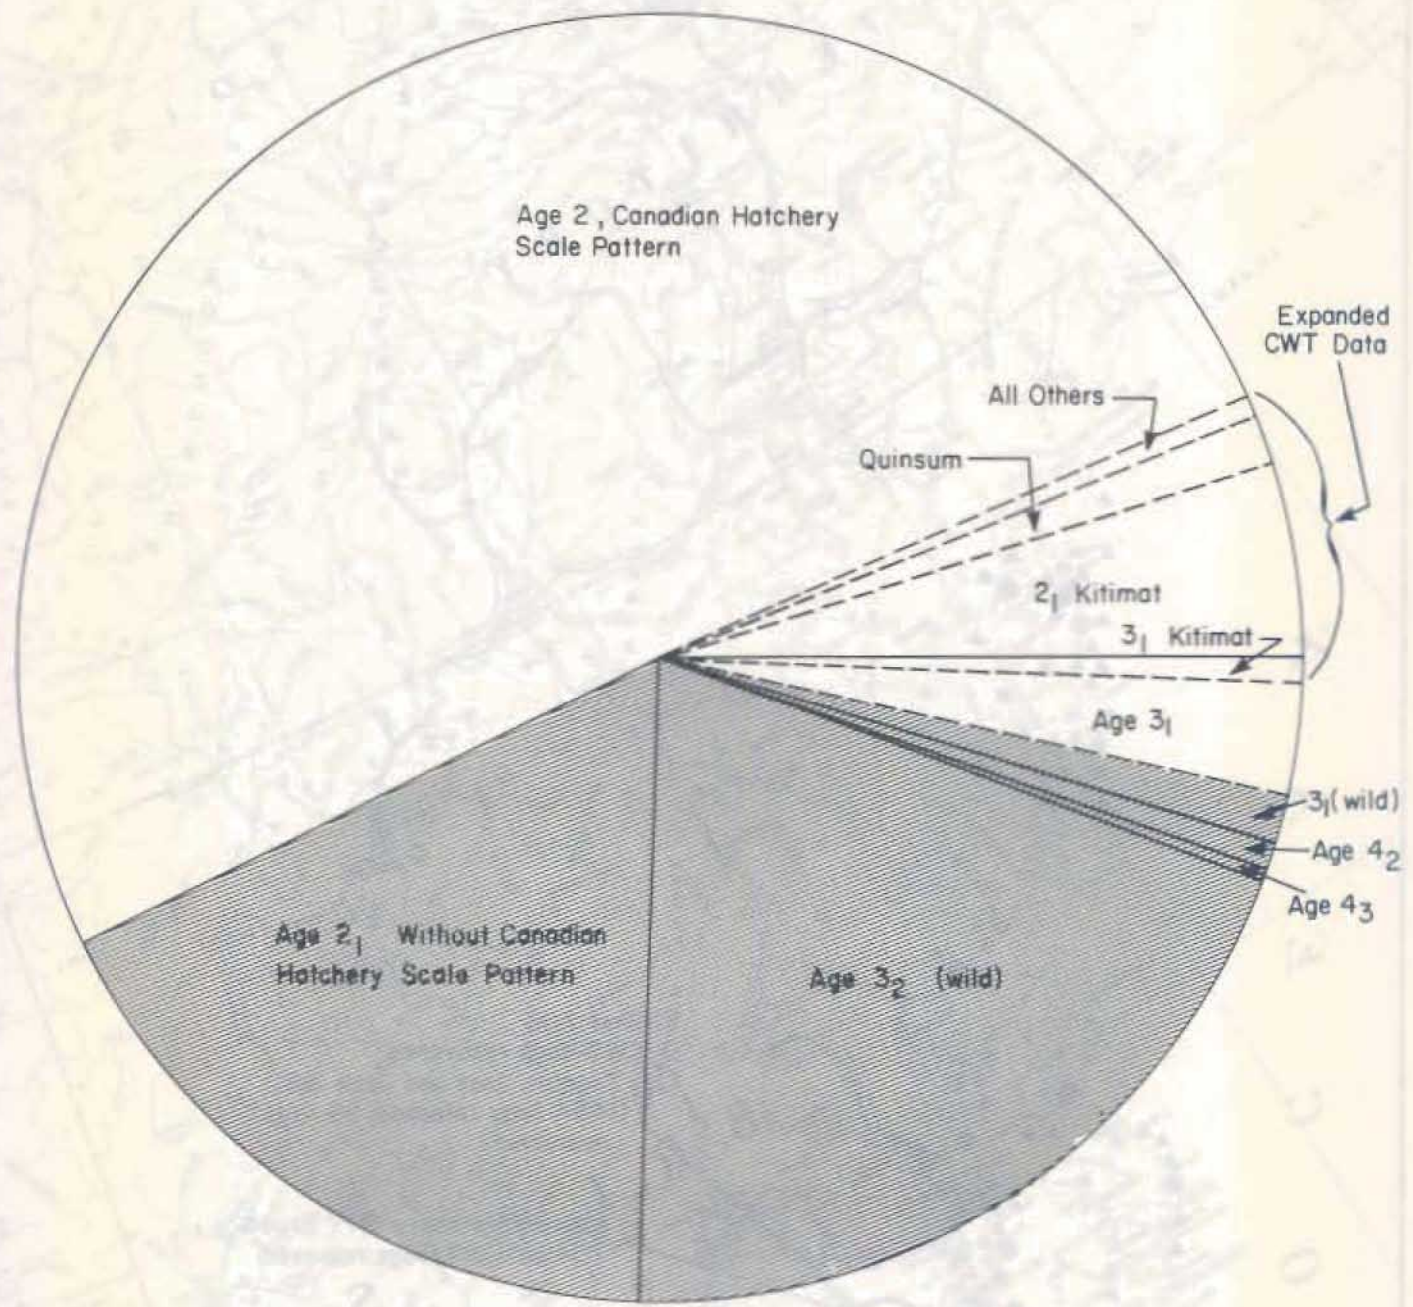 Age 2, Canadian Hatchery
Scale Pattern
Expanded
CWT Data
All Others
Quinsum
2₁ Kitimat
3₁ Kitimat
Age 3₁
3₁(wild)
Age 4₂
Age 4₃
Age 2₁ Without Canadian
Hatchery Scale Pattern
Age 3₂ (wild)